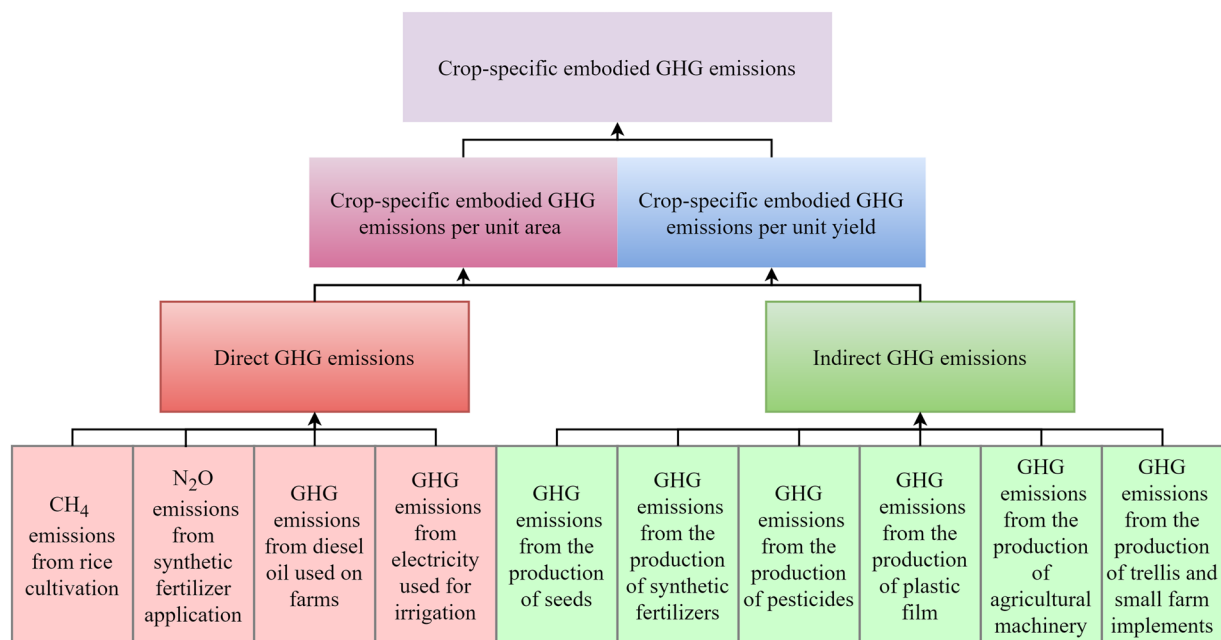 Crop-specific embodied GHG emissions
Crop-specific embodied GHG
emissions per unit area
Crop-specific embodied GHG
emissions per unit yield
Direct GHG emissions
Indirect GHG emissions
CH₄
emissions
from rice
cultivation
N₂O
emissions
from
synthetic
fertilizer
application
GHG
emissions
from diesel
oil used on
farms
GHG
emissions
from
electricity
used for
irrigation
GHG
emissions
from the
production
of seeds
GHG
emissions
from the
production
of synthetic
fertilizers
GHG
emissions
from the
production
of pesticides
GHG
emissions
from the
production
of plastic
film
GHG
emissions
from the
production
of
agricultural
machinery
GHG
emissions
from the
production
of trellis and
small farm
implements